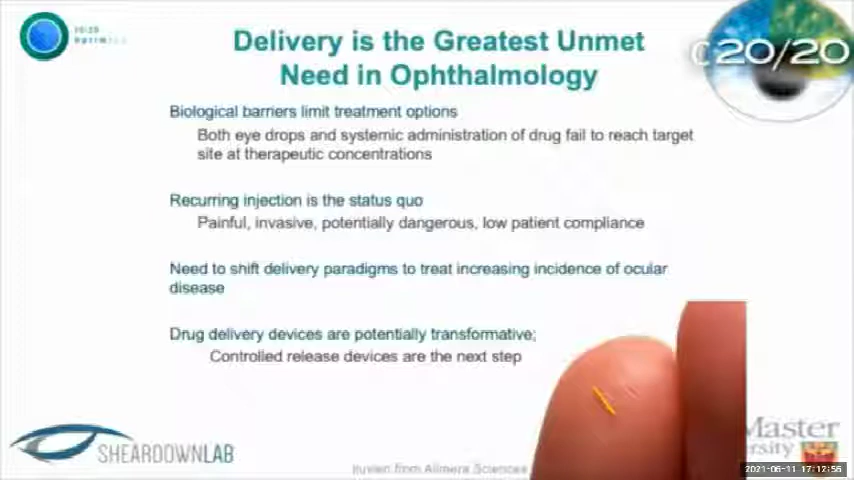 20/20
Delivery is the Greatest Unmet
Need in Ophthalmology
C 20/20
Biological barriers limit treatment options
Both eye drops and systemic administration of drug fail to reach target
site at therapeutic concentrations
Recurring injection is the status quo
Painful, invasive, potentially dangerous, low patient compliance
Need to shift delivery paradigms to treat increasing incidence of ocular
disease
Drug delivery devices are potentially transformative;
Controlled release devices are the next step
SHEARDOWNLAB
from Alimera Sciences
Master
ersity
2021-06-11 17:12:56